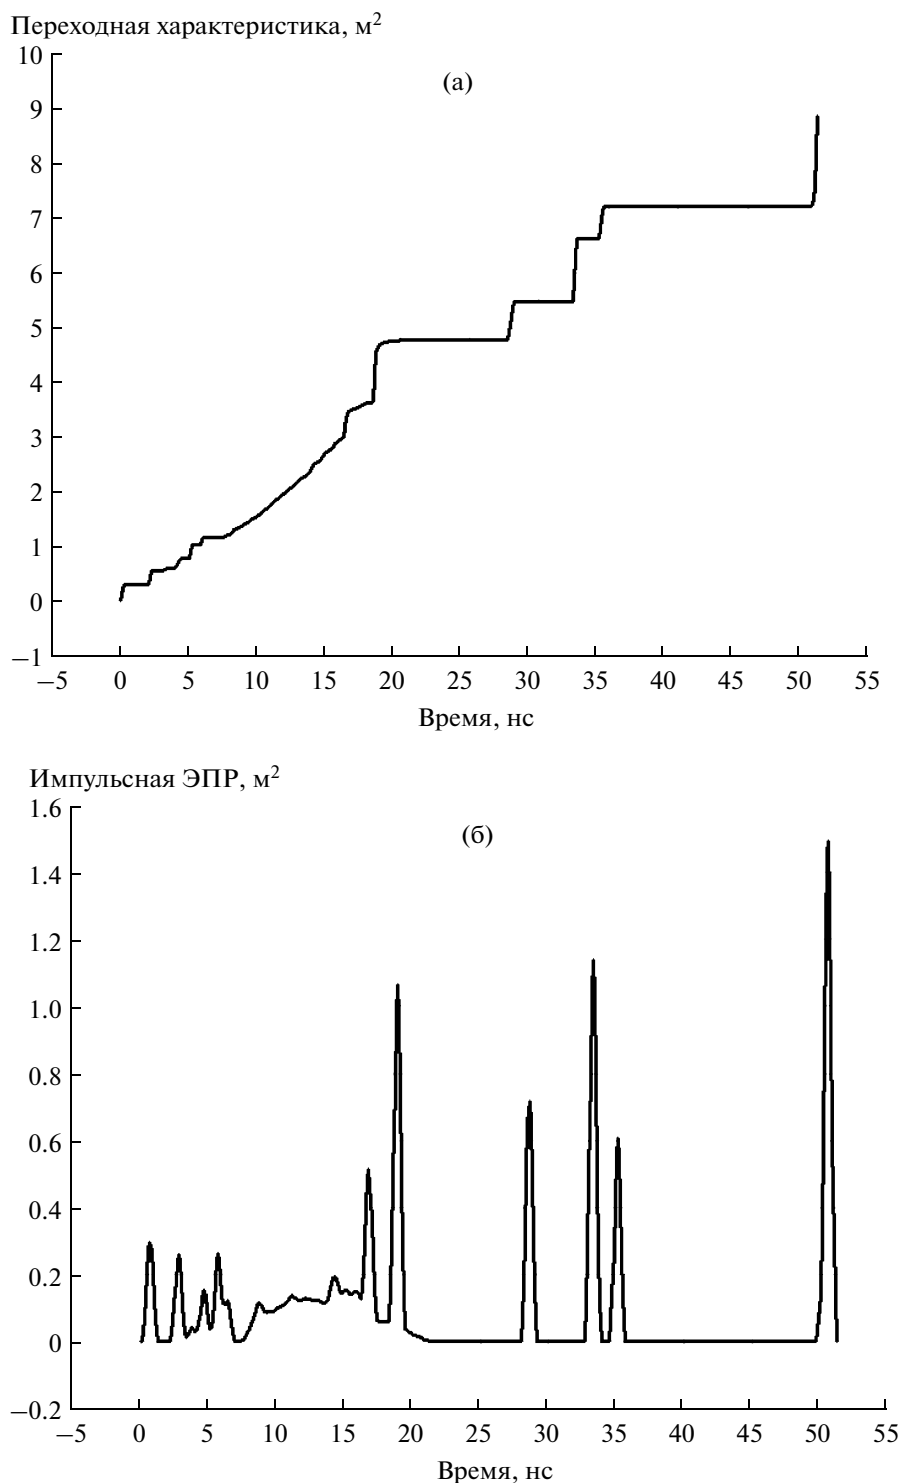 Переходная характеристика, м²
(а)
10
9
8
7
6
5
4
3
2
1
0
−1
−5 0 5 10 15 20 25 30 35 40 45 50 55
Время, нс
Импульсная ЭПР, м²
(б)
1.6
1.4
1.2
1.0
0.8
0.6
0.4
0.2
0
−0.2
−5 0 5 10 15 20 25 30 35 40 45 50 55
Время, нс